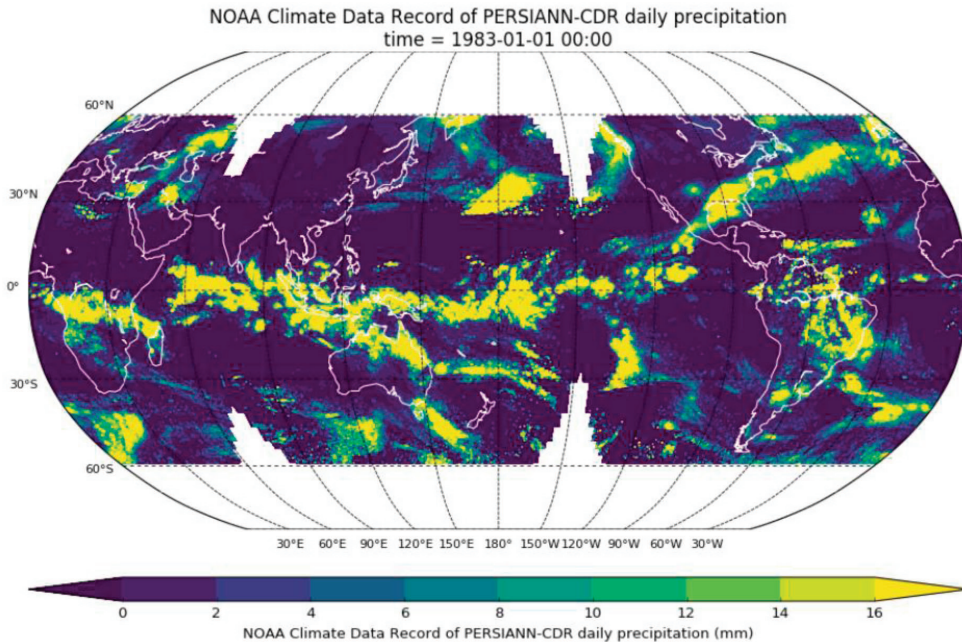 NOAA Climate Data Record of PERSIANN-CDR daily precipitation
time = 1983-01-01 00:00
60°N
30°N
0°
30°S
60°S
30°E 60°E 90°E 120°E 150°E 180° 150°W 120°W 90°W 60°W 30°W
0 2 4 6 8 10 12 14 16
NOAA Climate Data Record of PERSIANN-CDR daily precipitation (mm)